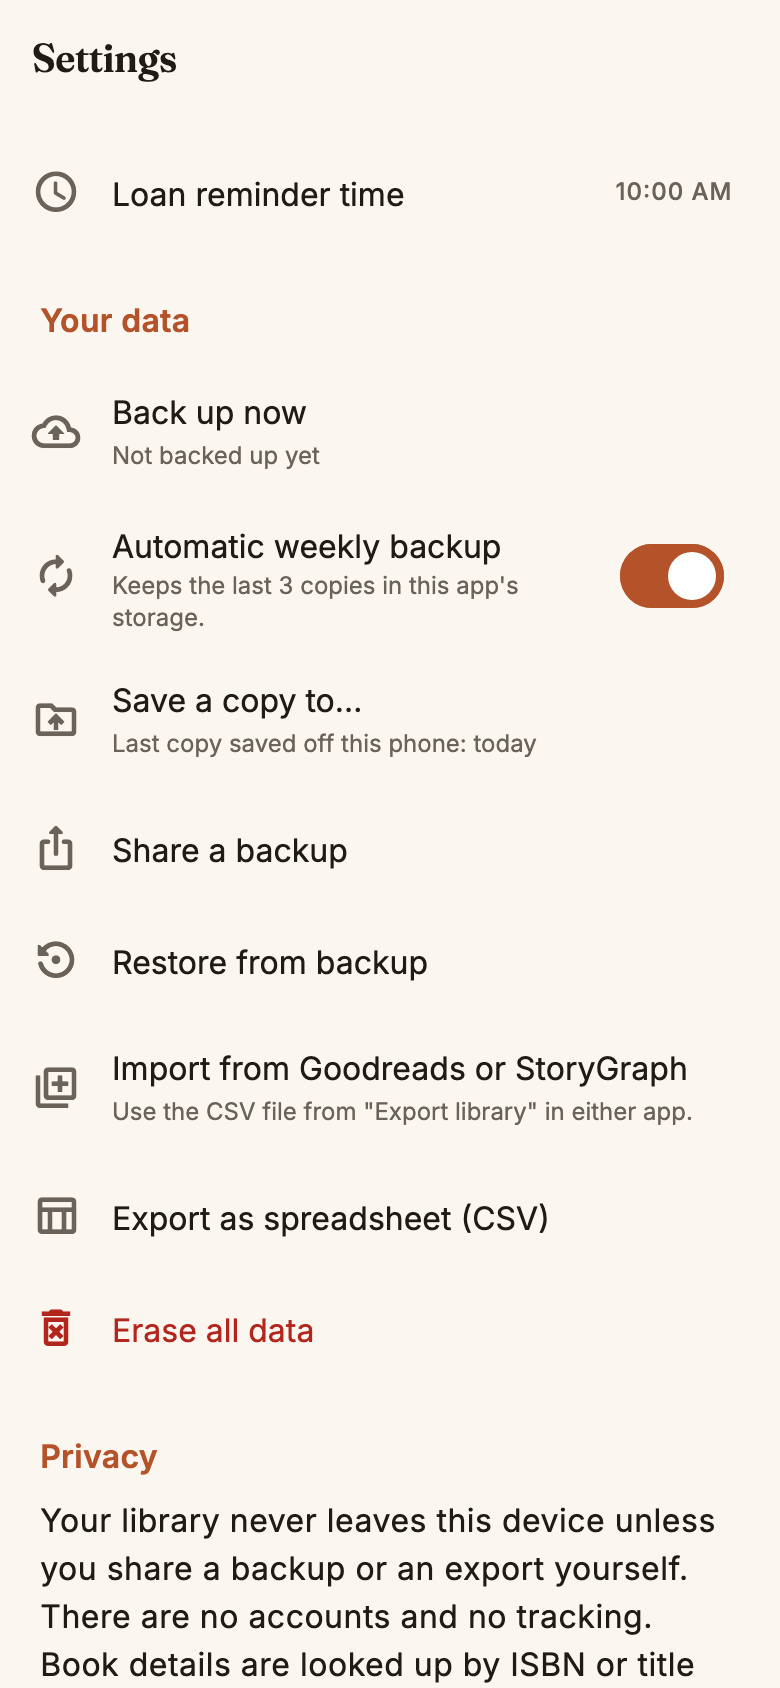 Settings
Loan reminder time
10:00 AM
Your data
Back up now
Not backed up yet
Automatic weekly backup
Keeps the last 3 copies in this app's
storage.
Save a copy to...
Last copy saved off this phone: today
Share a backup
Restore from backup
Import from Goodreads or StoryGraph
Use the CSV file from "Export library" in either app.
Export as spreadsheet (CSV)
Erase all data
Privacy
Your library never leaves this device unless
you share a backup or an export yourself.
There are no accounts and no tracking.
Book details are looked up by ISBN or title